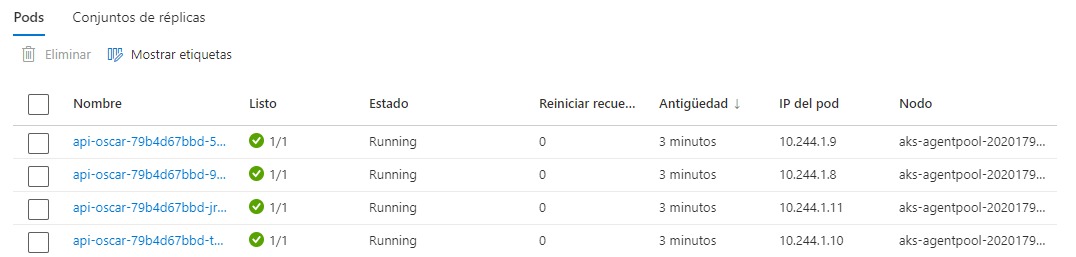 Pods Conjuntos de réplicas
Eliminar Mostrar etiquetas
Nombre Listo Estado Reiniciar recue... Antigüedad ↓ IP del pod Nodo
api-oscar-79b4d67bbd-5... 1/1 Running 0 3 minutos 10.244.1.9 aks-agentpool-2020179...
api-oscar-79b4d67bbd-9... 1/1 Running 0 3 minutos 10.244.1.8 aks-agentpool-2020179...
api-oscar-79b4d67bbd-jr... 1/1 Running 0 3 minutos 10.244.1.11 aks-agentpool-2020179...
api-oscar-79b4d67bbd-t... 1/1 Running 0 3 minutos 10.244.1.10 aks-agentpool-2020179...